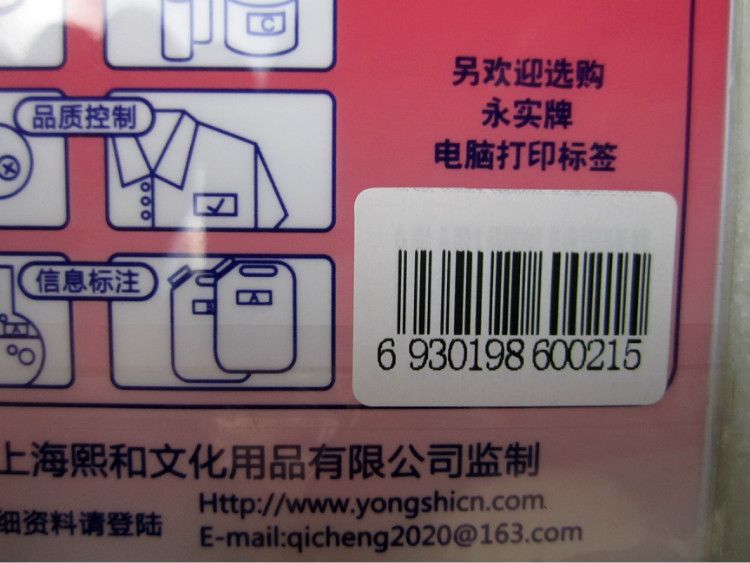 C
另欢迎选购
永实牌
电脑打印标签
品质控制
信息标注
A
A
6 930198 600215
上海熙和文化用品有限公司监制
细资料请登陆
Http://www.yongshicn.com
E-mail:qicheng2020@163.com